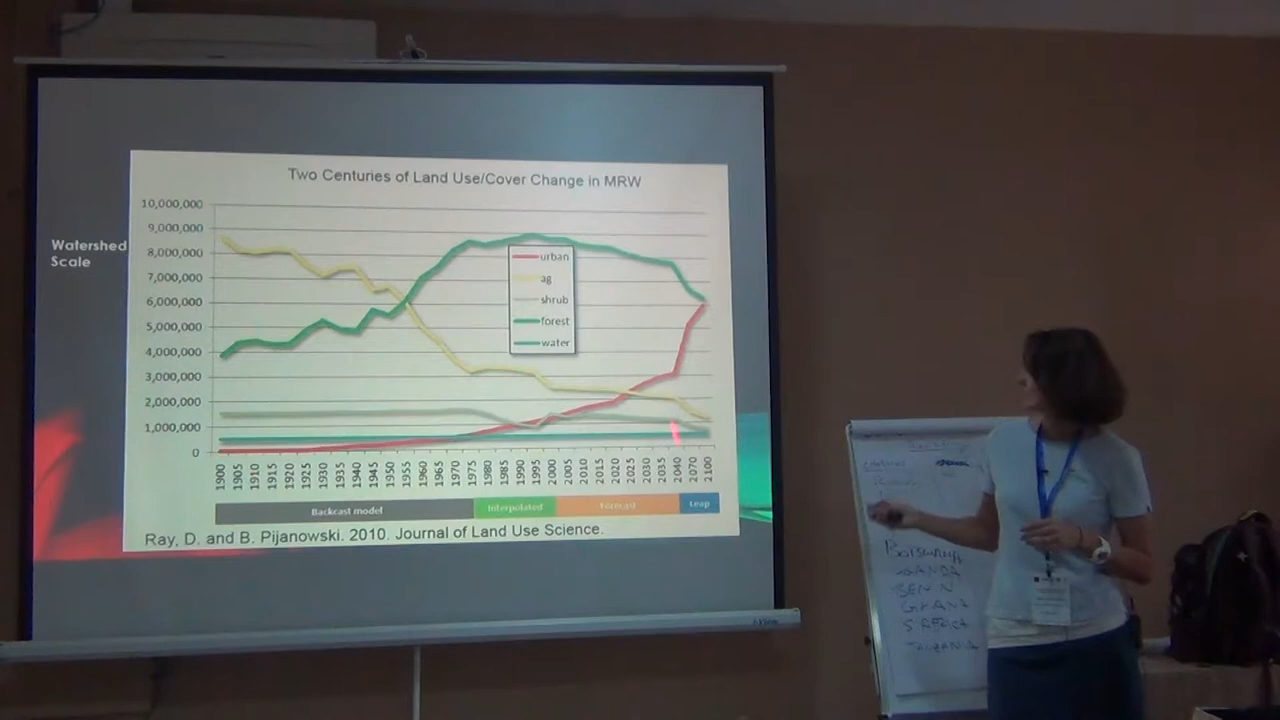 Two Centuries of Land Use/Cover Change in MRW
Watershed
Scale
10,000,000
9,000,000
8,000,000
7,000,000
6,000,000
5,000,000
4,000,000
3,000,000
2,000,000
1,000,000
0
urban
ag
shrub
forest
water
1900 1905 1910 1915 1920 1925 1930 1935 1940 1945 1950 1955 1960 1965 1970 1975 1980 1985 1990 1995 2000 2005 2010 2015 2020 2025 2030 2035 2040 2070 2100
Backcast model Interpolated Forecast Leap
Ray, D. and B. Pijanowski. 2010. Journal of Land Use Science.
BENIN
GHANA
S AFRICA
TANZANIA